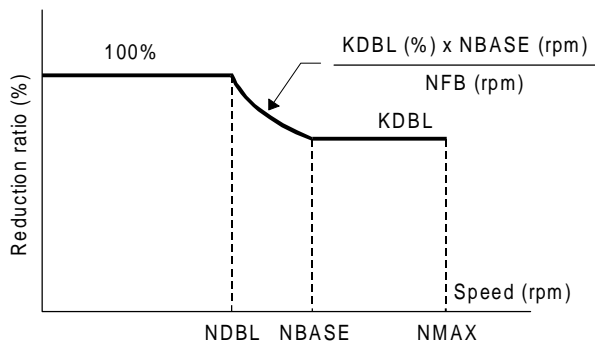 KDBL (%) x NBASE (rpm)
NFB (rpm)
100%
KDBL
Reduction ratio (%)
Speed (rpm)
NDBL NBASE NMAX